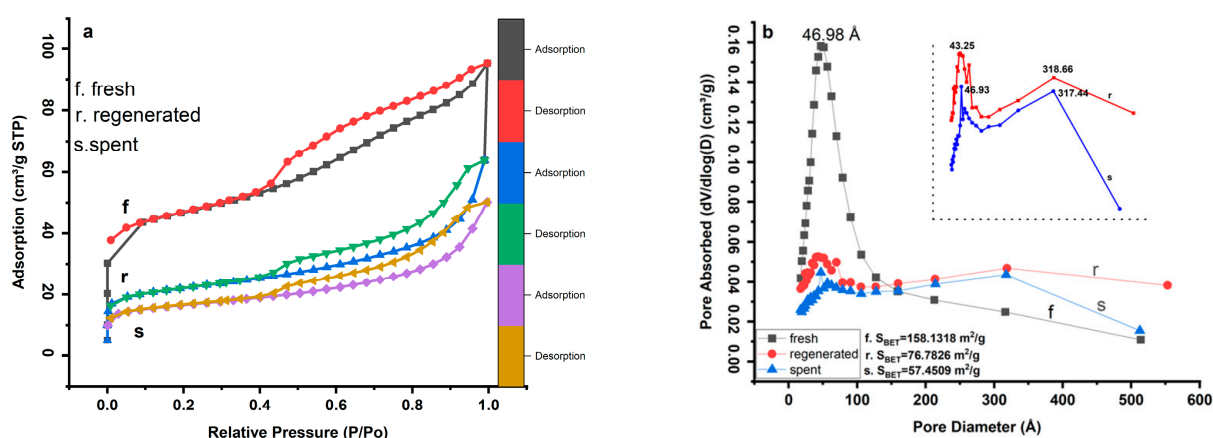 a
f. fresh
r. regenerated
s.spent
f
r
s
Adsorption (cm³/g STP)
100
80
60
40
20
0
0.0 0.2 0.4 0.6 0.8 1.0
Relative Pressure (P/Po)
Adsorption
Desorption
Adsorption
Desorption
Adsorption
Desorption
b
46.98 Å
Pore Absorbed (dV/dlog(D) (cm³/g)
0.16
0.14
0.12
0.10
0.08
0.06
0.04
0.02
0.00
43.25
46.93
318.66
317.44
r
s
r
s
f
fresh f. S_BET=158.1318 m²/g
regenerated r. S_BET=76.7826 m²/g
spent s. S_BET=57.4509 m²/g
0 100 200 300 400 500 600
Pore Diameter (Å)